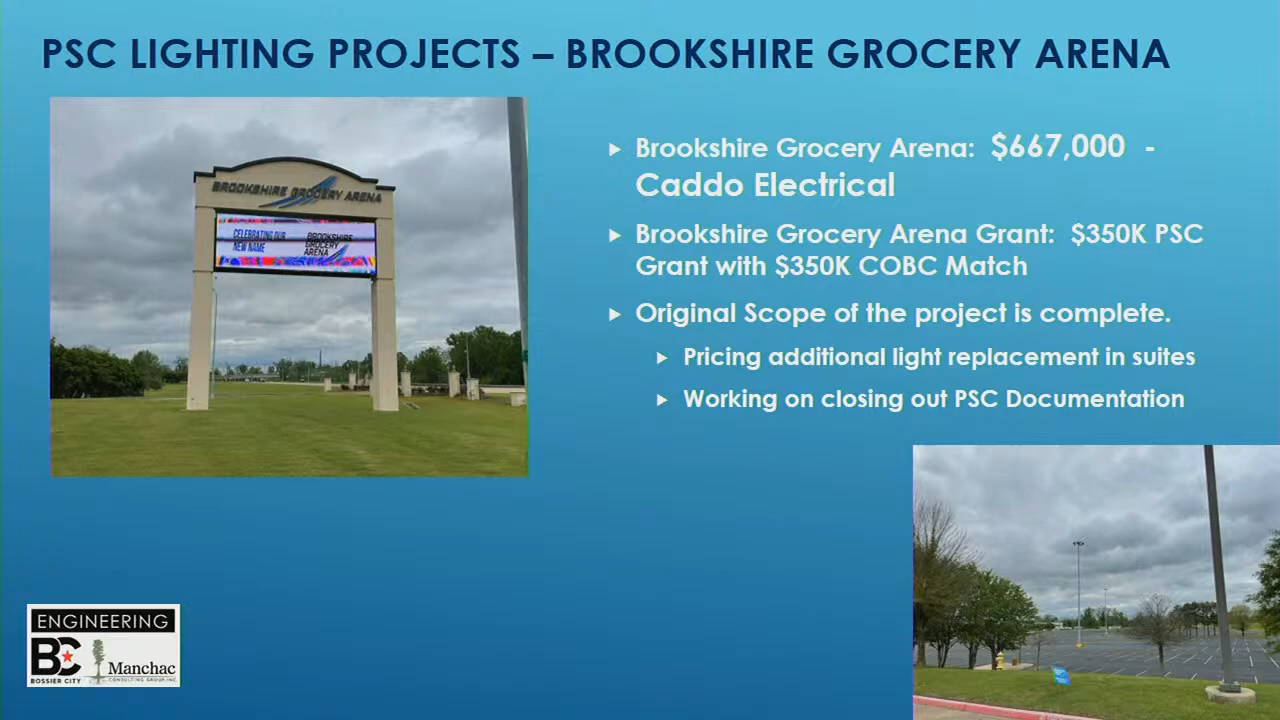 PSC LIGHTING PROJECTS – BROOKSHIRE GROCERY ARENA
BROOKSHIRE GROCERY ARENA
CELEBRATING OUR
NEW NAME
BROOKSHIRE
GROCERY
ARENA
Brookshire Grocery Arena: $667,000 -
Caddo Electrical
Brookshire Grocery Arena Grant: $350K PSC
Grant with $350K COBC Match
Original Scope of the project is complete.
Pricing additional light replacement in suites
Working on closing out PSC Documentation
ENGINEERING
BC
BOSSIER CITY
Manchac
CONSULTING GROUP, INC